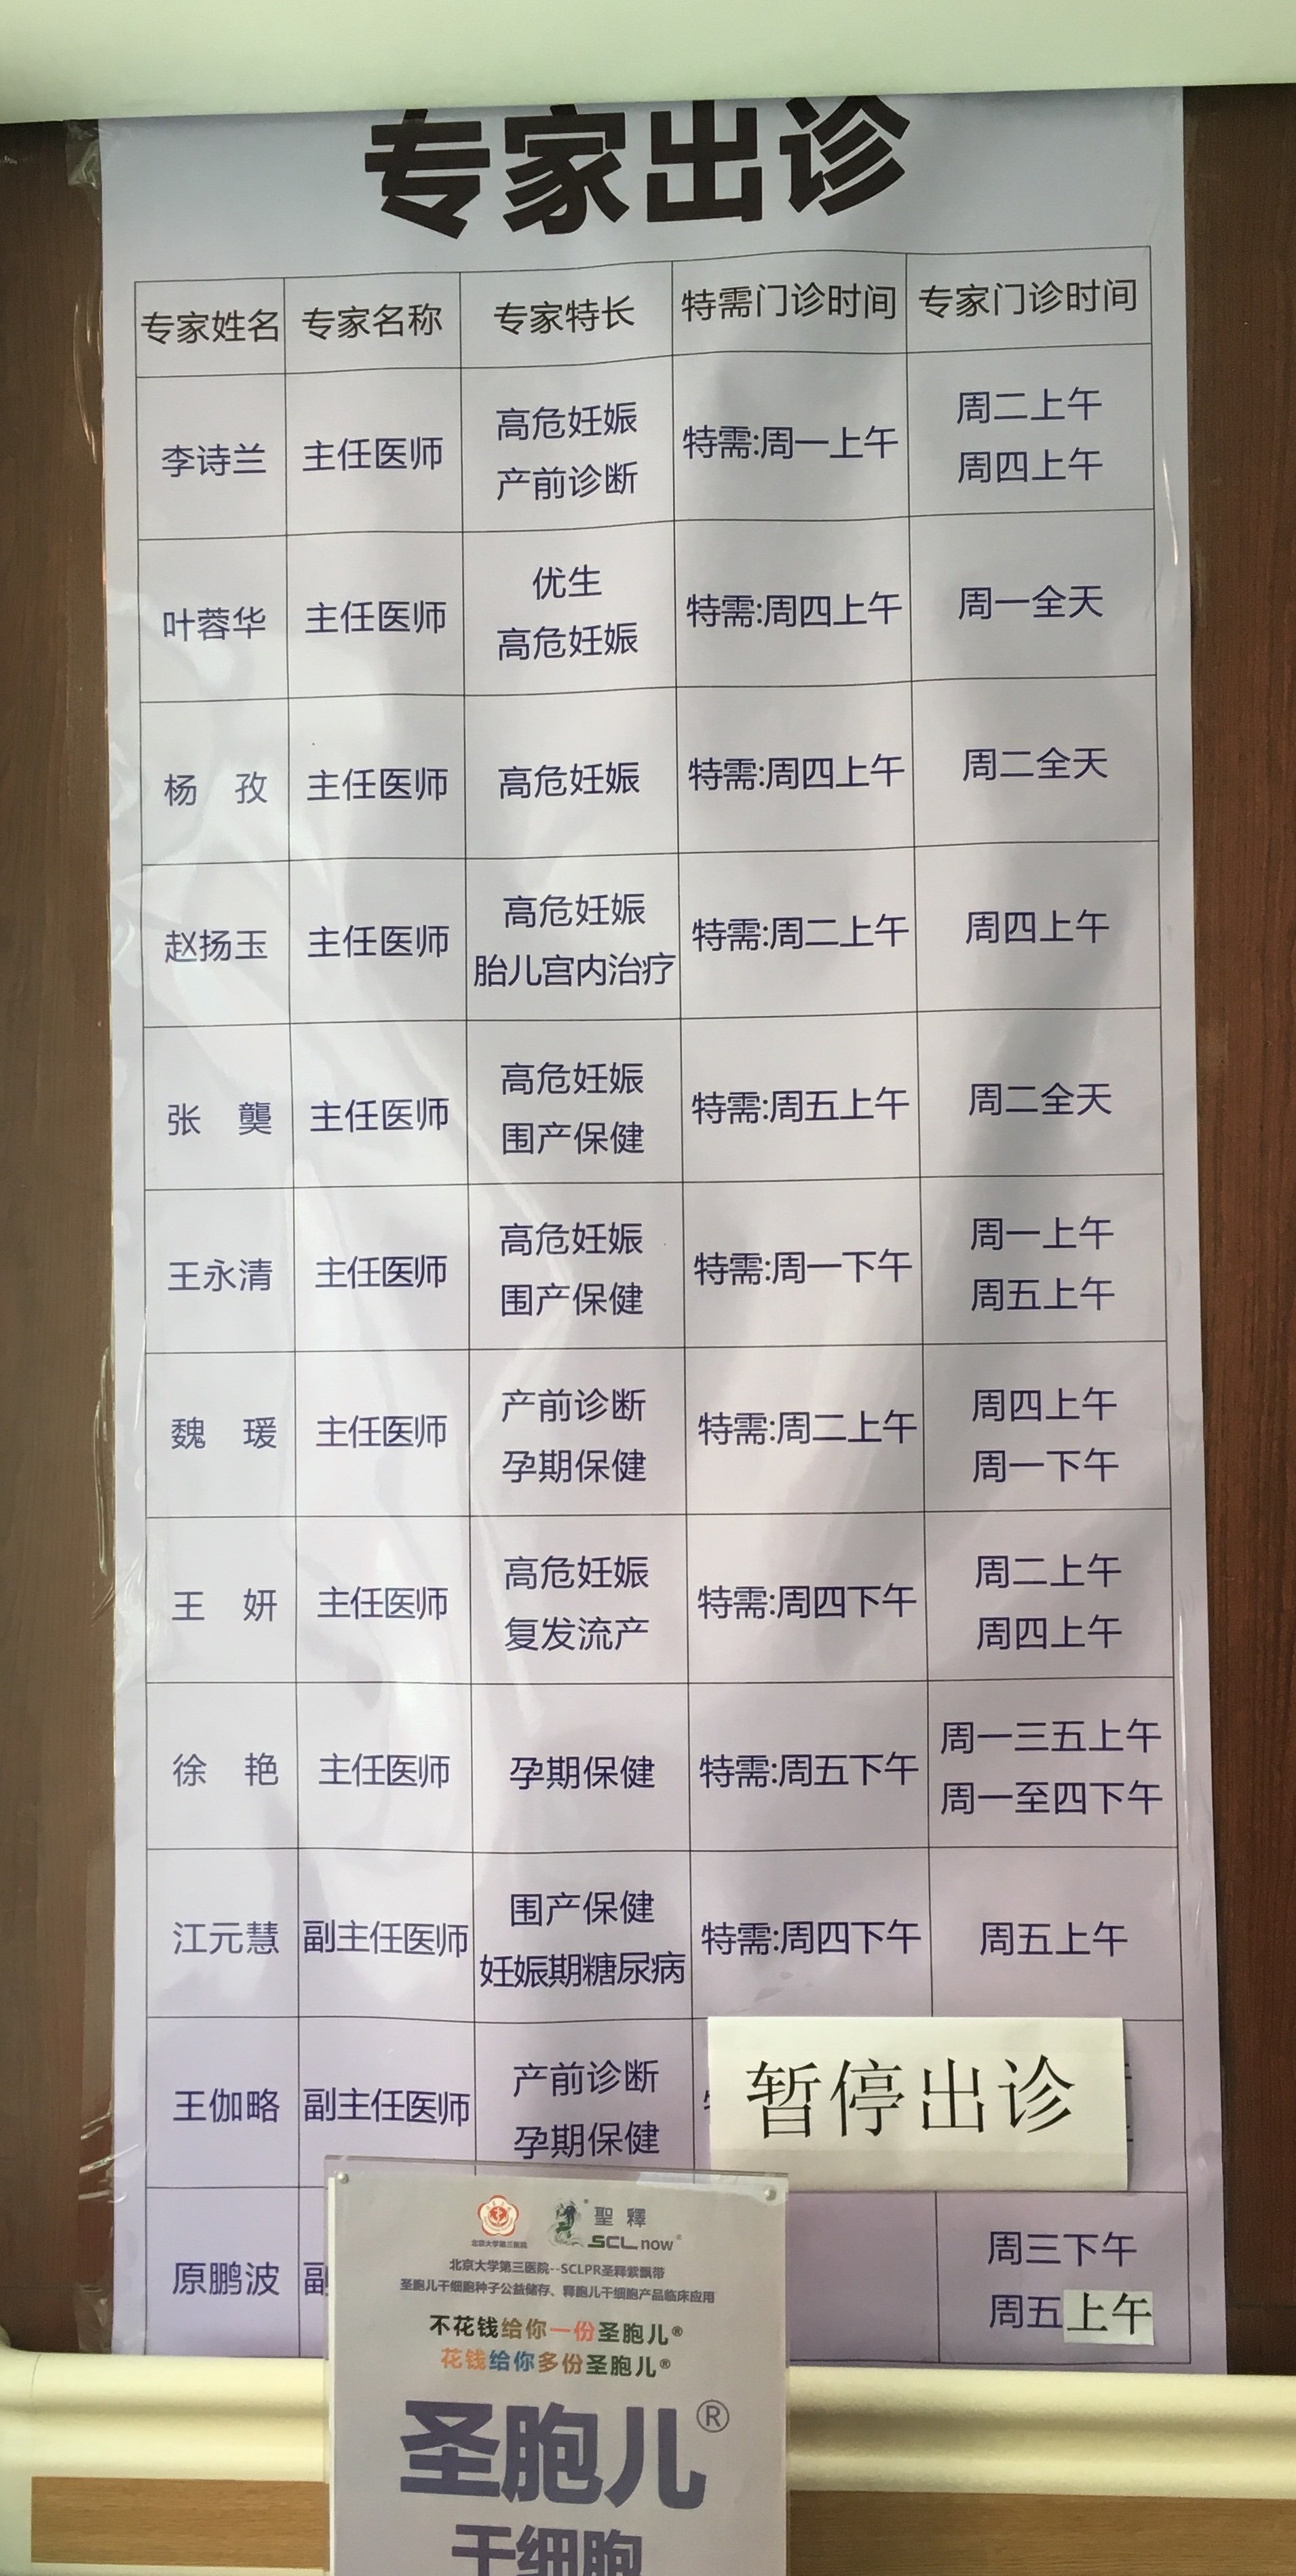 专家出诊
专家姓名 专家名称 专家特长 特需门诊时间 专家门诊时间
李诗兰 主任医师 高危妊娠 特需:周一上午 周二上午
产前诊断 周四上午
叶蓉华 主任医师 优生 特需:周四上午 周一全天
高危妊娠
杨 孜 主任医师 高危妊娠 特需:周四上午 周二全天
赵扬玉 主任医师 高危妊娠 特需:周二上午 周四上午
胎儿宫内治疗
张 龑 主任医师 高危妊娠 特需:周五上午 周二全天
围产保健
王永清 主任医师 高危妊娠 特需:周一下午 周一上午
围产保健 周五上午
魏 瑗 主任医师 产前诊断 特需:周二上午 周四上午
孕期保健 周一下午
王 妍 主任医师 高危妊娠 特需:周四下午 周二上午
复发流产 周四上午
徐 艳 主任医师 孕期保健 特需:周五下午 周一三五上午
周一至四下午
江元慧 副主任医师 围产保健 特需:周四下午 周五上午
妊娠期糖尿病
王伽略 副主任医师 产前诊断 暂停出诊
孕期保健
原鹏波 副 周三下午
周五上午
北京大学第三医院
聖釋
SCLnow®
北京大学第三医院--SCLPR圣释紫飘带
圣胞儿干细胞种子公益储存、释胞儿干细胞产品临床应用
不花钱给你一份圣胞儿®
花钱给你多份圣胞儿®
圣胞儿®
干细胞